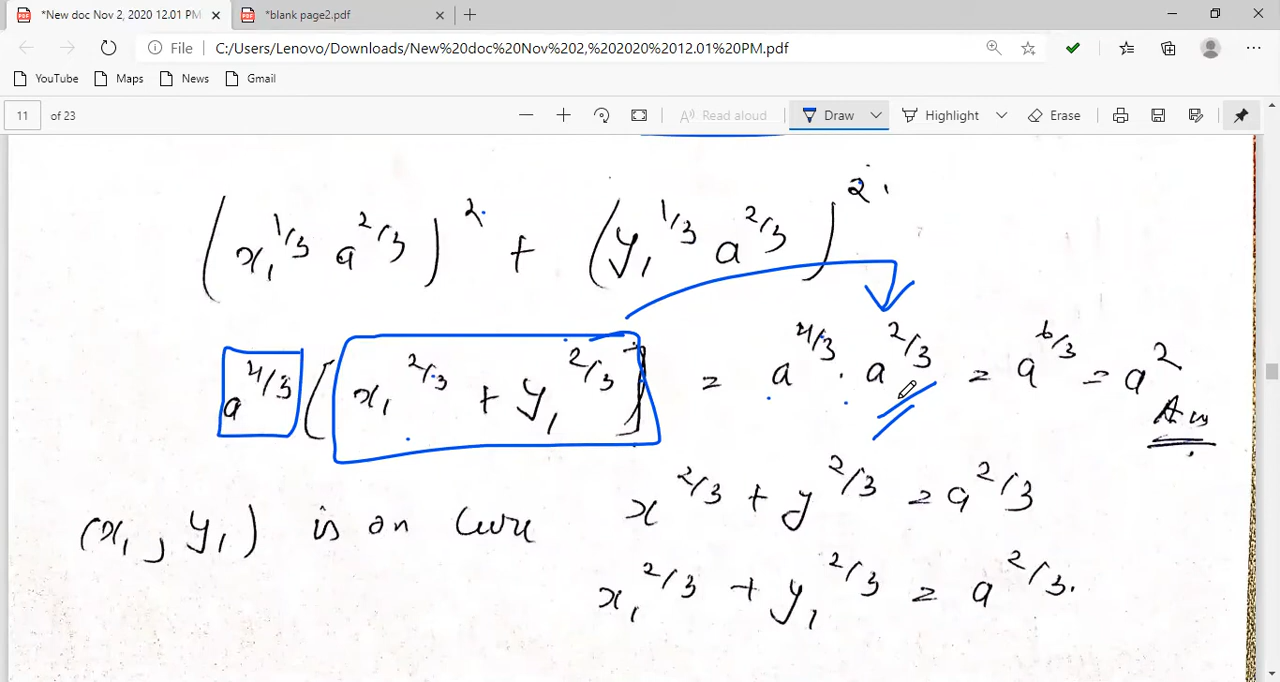 *New doc Nov 2, 2020 12.01 PM.pdf
*blank page2.pdf
File C:/Users/Lenovo/Downloads/New%20doc%20Nov%202,%202020%2012.01%20PM.pdf
YouTube Maps News Gmail
11 of 23 Read aloud Draw Highlight Erase
(x₁^1/3 a^2/3)^2 + (y₁^1/3 a^2/3)^2
a^4/3 (x₁^2/3 + y₁^2/3) = a^4/3 · a^2/3 = a^6/3 = a^2
Ans
(x₁, y₁) is on curve x^2/3 + y^2/3 = a^2/3
x₁^2/3 + y₁^2/3 = a^2/3.